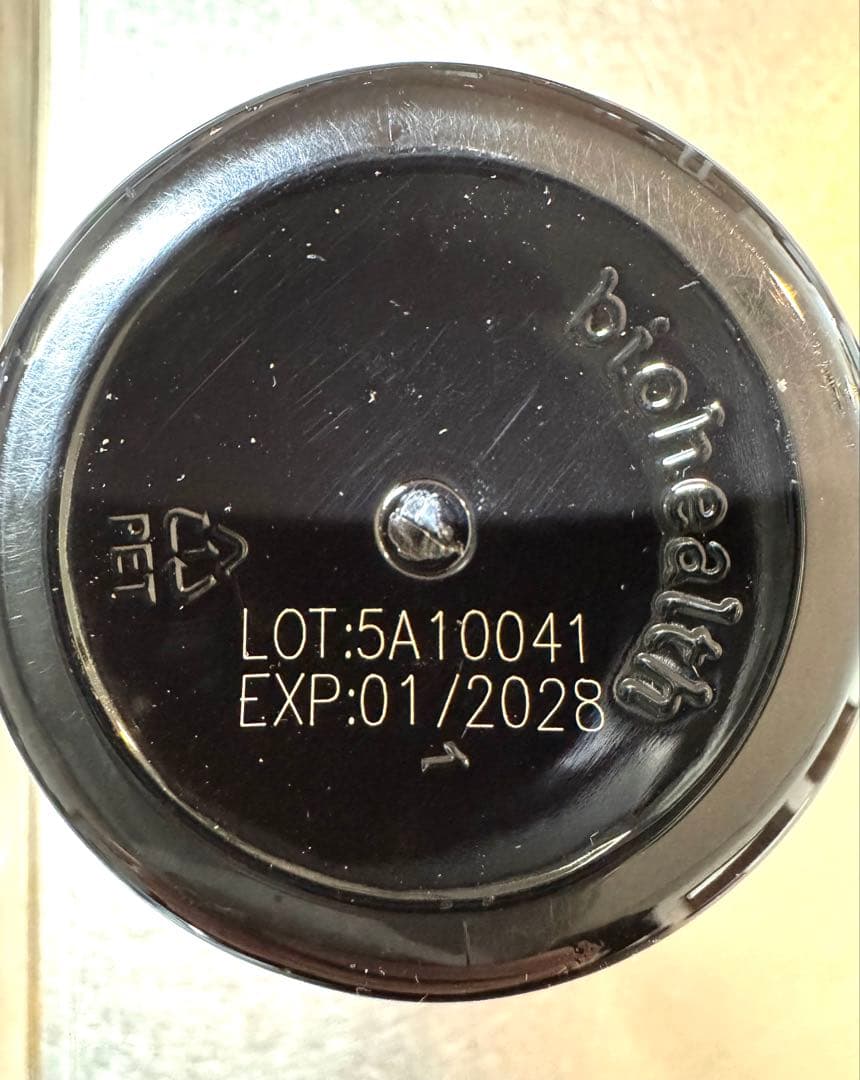 biohealth
PET
LOT:5A10041
EXP:01/2028
1